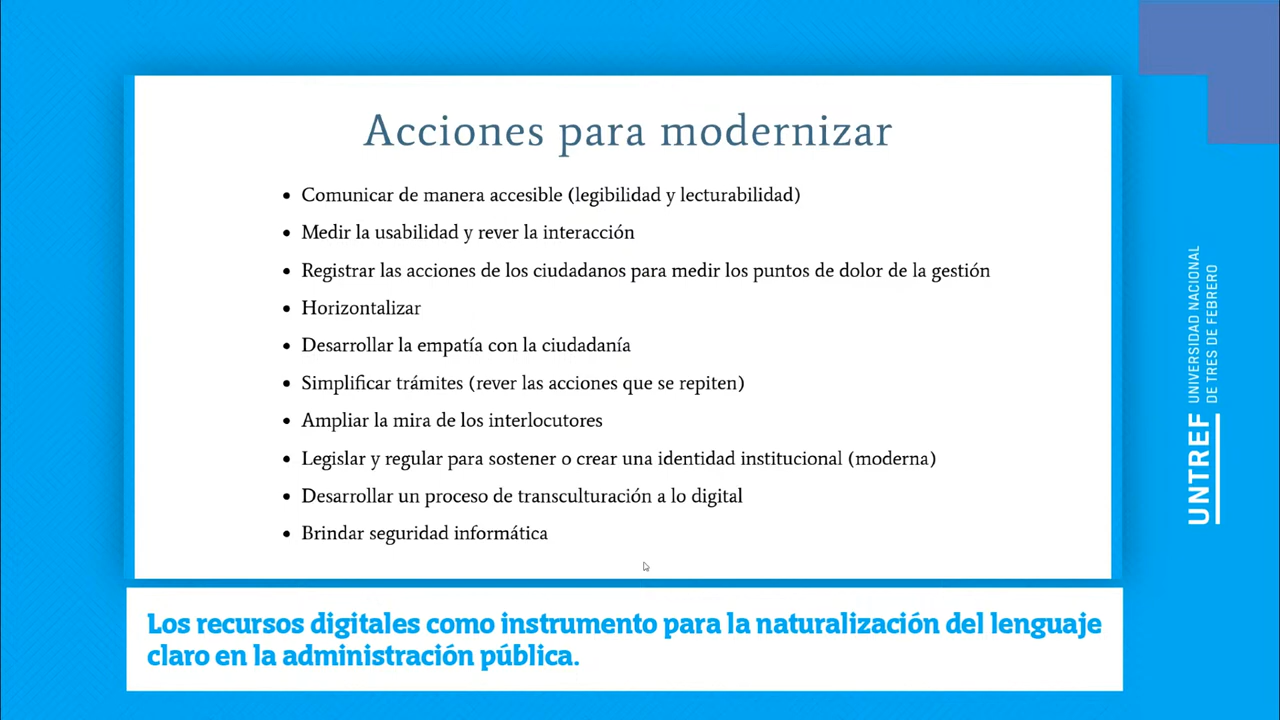 Acciones para modernizar
• Comunicar de manera accesible (legibilidad y lecturabilidad)
• Medir la usabilidad y rever la interacción
• Registrar las acciones de los ciudadanos para medir los puntos de dolor de la gestión
• Horizontalizar
• Desarrollar la empatía con la ciudadanía
• Simplificar trámites (rever las acciones que se repiten)
• Ampliar la mira de los interlocutores
• Legislar y regular para sostener o crear una identidad institucional (moderna)
• Desarrollar un proceso de transculturación a lo digital
• Brindar seguridad informática
Los recursos digitales como instrumento para la naturalización del lenguaje
claro en la administración pública.
UNTREF
UNIVERSIDAD NACIONAL
DE TRES DE FEBRERO